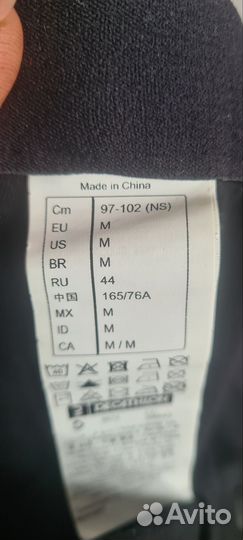 Made in China
Cm 97-102 (NS)
EU M
US M
BR M
RU 44
中国 165/76A
MX M
ID M
CA M / M
40
DECATHLON
Avito